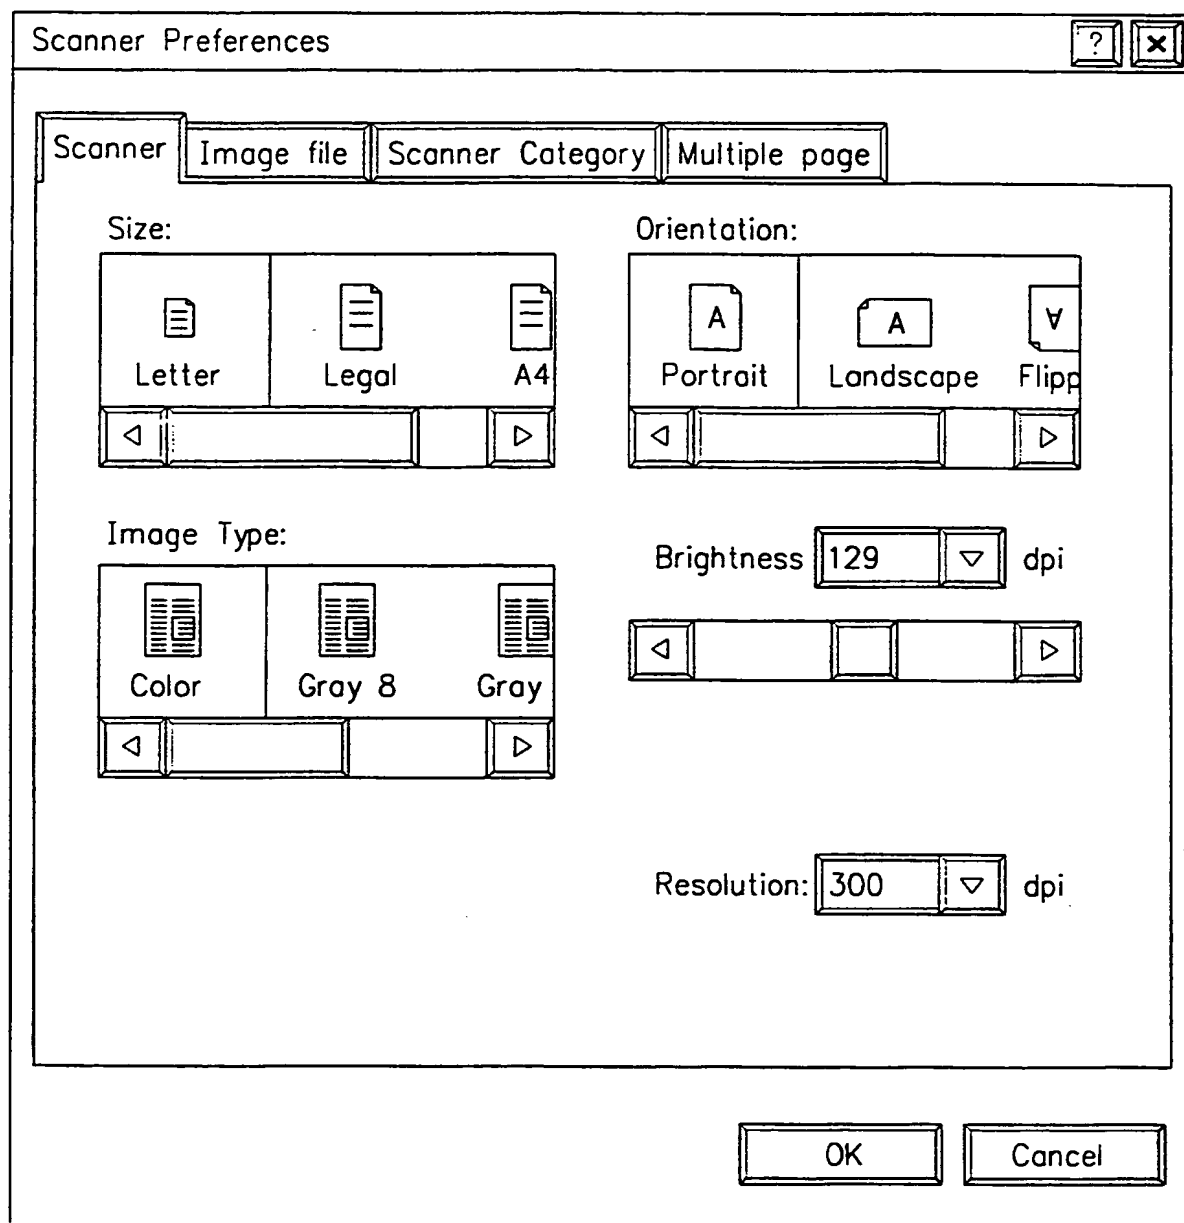 Scanner Preferences ? ×
Scanner Image file Scanner Category Multiple page
Size:
Letter Legal A4
Orientation:
A A A
Portrait Landscape Flipp
Image Type:
Color Gray 8 Gray
Brightness 129 dpi
Resolution: 300 dpi
OK Cancel